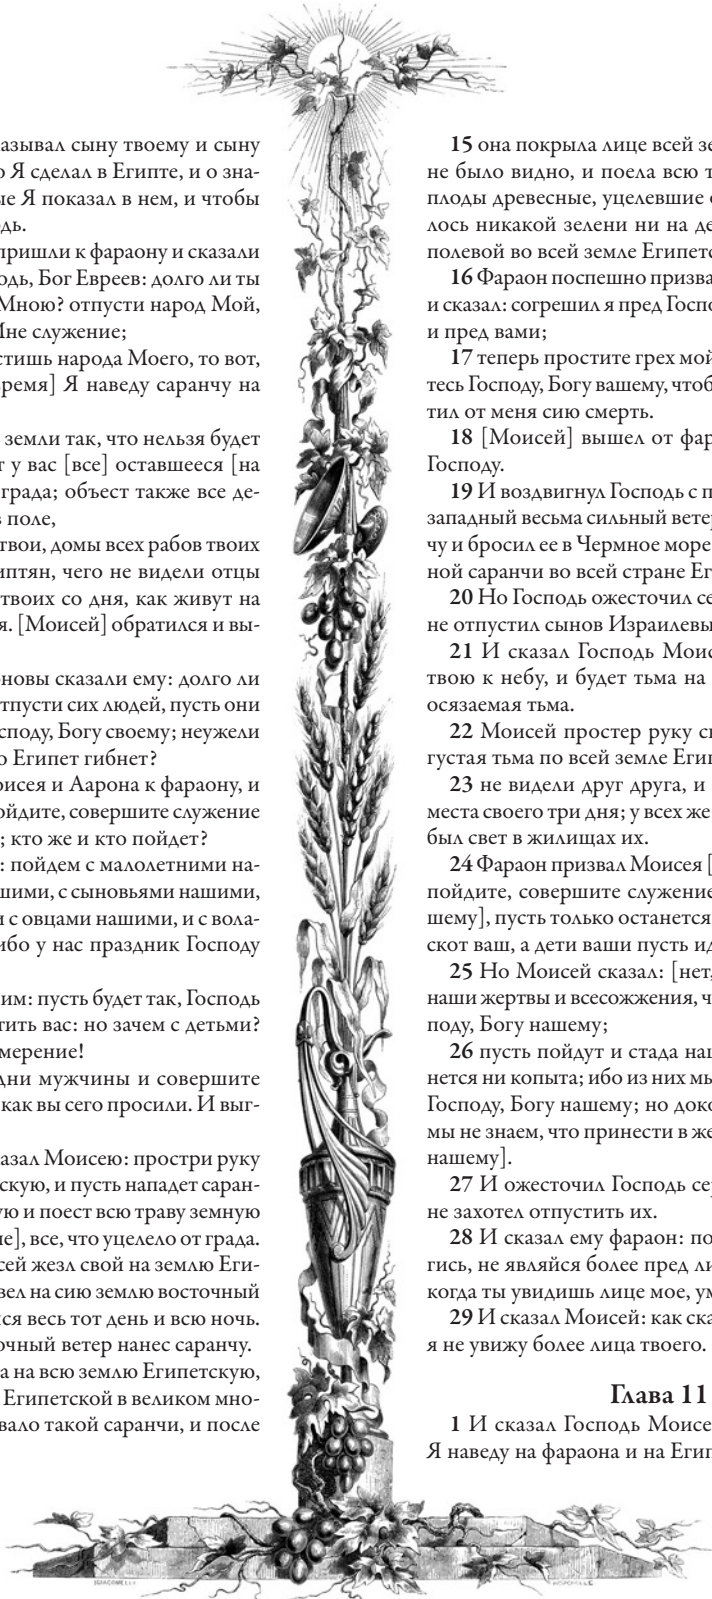 азывал сыну твоему и сыну
о Я сделал в Египте, и о зна-
ые Я показал в нем, и чтобы
дь.
пришли к фараону и сказали
одь, Бог Евреев: долго ли ты
Мною? отпусти народ Мой,
Мне служение;
стишь народа Моего, то вот,
ремя] Я наведу саранчу на
земли так, что нельзя будет
т у вас [все] оставшееся [на
града; объест также все де-
в поле,
твои, домы всех рабов твоих
иптян, чего не видели отцы
твоих со дня, как живут на
я. [Моисей] обратился и вы-
новы сказали ему: долго ли
тпусти сих людей, пусть они
споду, Богу своему; неужели
о Египет гибнет?
оисея и Аарона к фараону, и
ойдите, совершите служение
; кто же и кто пойдет?
: пойдем с малолетними на-
шими, с сыновьями нашими,
и с овцами нашими, и с вола-
ибо у нас праздник Господу
им: пусть будет так, Господь
тить вас: но зачем с детьми?
мерение!
дни мужчины и совершите
как вы сего просили. И выг-
азал Моисею: простри руку
скую, и пусть нападет саран-
ую и поест всю траву земную
ые], все, что уцелело от града.
сей жезл свой на землю Еги-
вел на сию землю восточный
ся весь тот день и всю ночь.
очный ветер нанес саранчу.
а на всю землю Египетскую,
Египетской в великом мно-
вало такой саранчи, и после
15 она покрыла лице всей зе
не было видно, и поела всю т
плоды древесные, уцелевшие о
лось никакой зелени ни на де
полевой во всей земле Египетс
16 Фараон поспешно призва
и сказал: согрешил я пред Госпо
и пред вами;
17 теперь простите грех мой
тесь Господу, Богу вашему, чтоб
тил от меня сию смерть.
18 [Моисей] вышел от фар
Господу.
19 И воздвигнул Господь с п
западный весьма сильный ветер
чу и бросил ее в Чермное море
ной саранчи во всей стране Ег
20 Но Господь ожесточил се
не отпустил сынов Израилевы
21 И сказал Господь Моис
твою к небу, и будет тьма на
осязаемая тьма.
22 Моисей простер руку св
густая тьма по всей земле Егип
23 не видели друг друга, и
места своего три дня; у всех же
был свет в жилищах их.
24 Фараон призвал Моисея [
пойдите, совершите служение
шему], пусть только останется
скот ваш, а дети ваши пусть ид
25 Но Моисей сказал: [нет,
наши жертвы и всесожжения, ч
поду, Богу нашему;
26 пусть пойдут и стада наш
нется ни копыта; ибо из них мы
Господу, Богу нашему; но доко
мы не знаем, что принести в же
нашему].
27 И ожесточил Господь сер
не захотел отпустить их.
28 И сказал ему фараон: по
гись, не являйся более пред ли
когда ты увидишь лице мое, ум
29 И сказал Моисей: как ска
я не увижу более лица твоего.
Глава 11
1 И сказал Господь Моисе
Я наведу на фараона и на Егип